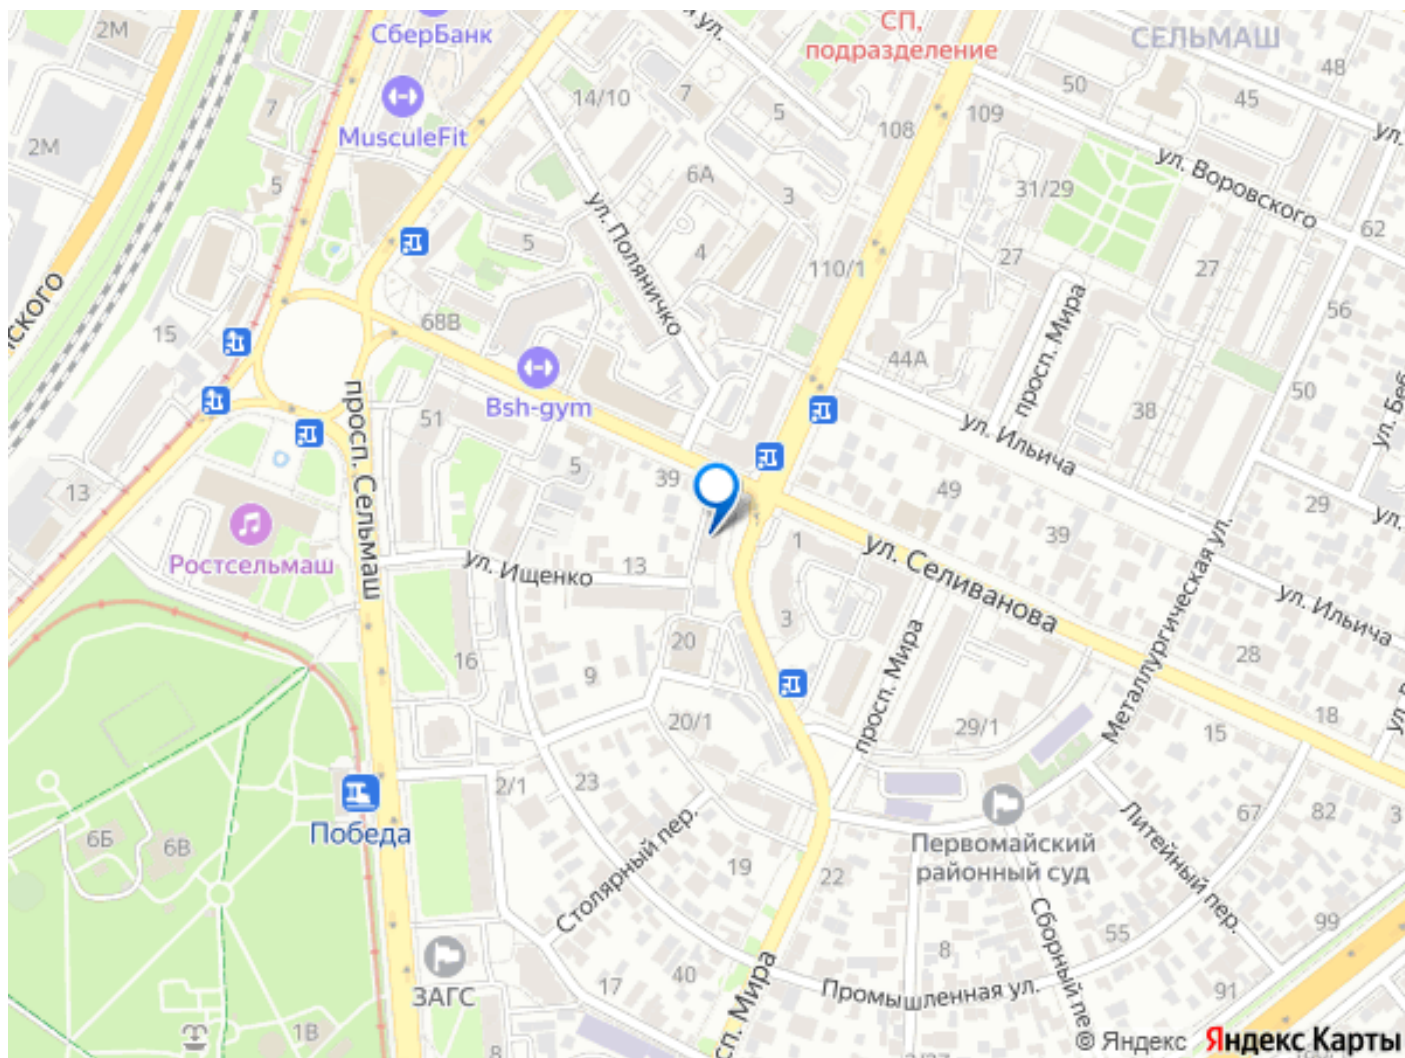 2М
СберБанк
СП,
подразделение
СЕЛЬМАШ
48
50
45
ул.
14/10
7
5
109
108
7
MusculeFit
2М
ул. Воровского
6А
31/29
5
3
ул. Поляничко
62
5
4
27
110/1
27
ского
просп. Мира
56
68В
15
44А
50
Bsh-gym
просп. Сельмаш
51
38
ул. Беб
ул. Ильича
5
39
49
13
29
39
ул.
Ростсельмаш
ул. Ищенко
13
1
ул. Селиванова
Металлургическая ул.
ул. Ильича
3
20
просп. Мира
28
16
9
20/1
29/1
18
15
ул.
23
2/1
67
82
3
Победа
6Б
6В
Первомайский
районный суд
Литейный пер.
19
22
Столярный пер.
99
Сборный пе
55
8
ЗАГС
40
17
просп. Мира
Промышленная ул.
91
1В
8
© Яндекс Яндекс Карты